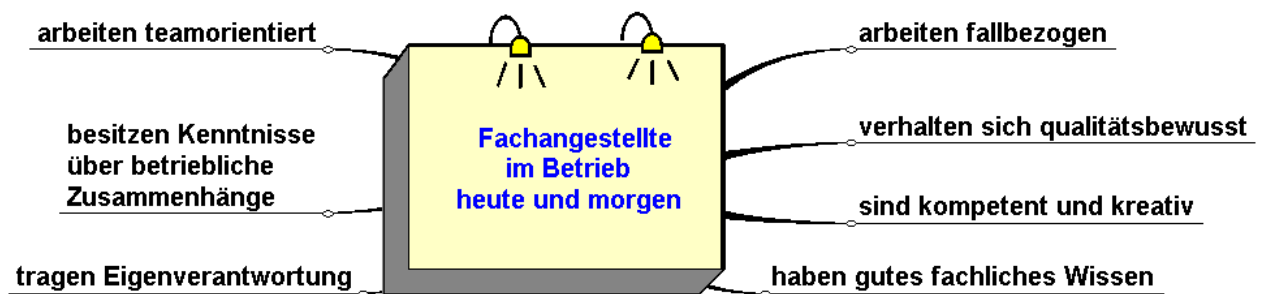 arbeiten teamorientiert
besitzen Kenntnisse
über betriebliche
Zusammenhänge
tragen Eigenverantwortung
Fachangestellte
im Betrieb
heute und morgen
arbeiten fallbezogen
verhalten sich qualitätsbewusst
sind kompetent und kreativ
haben gutes fachliches Wissen